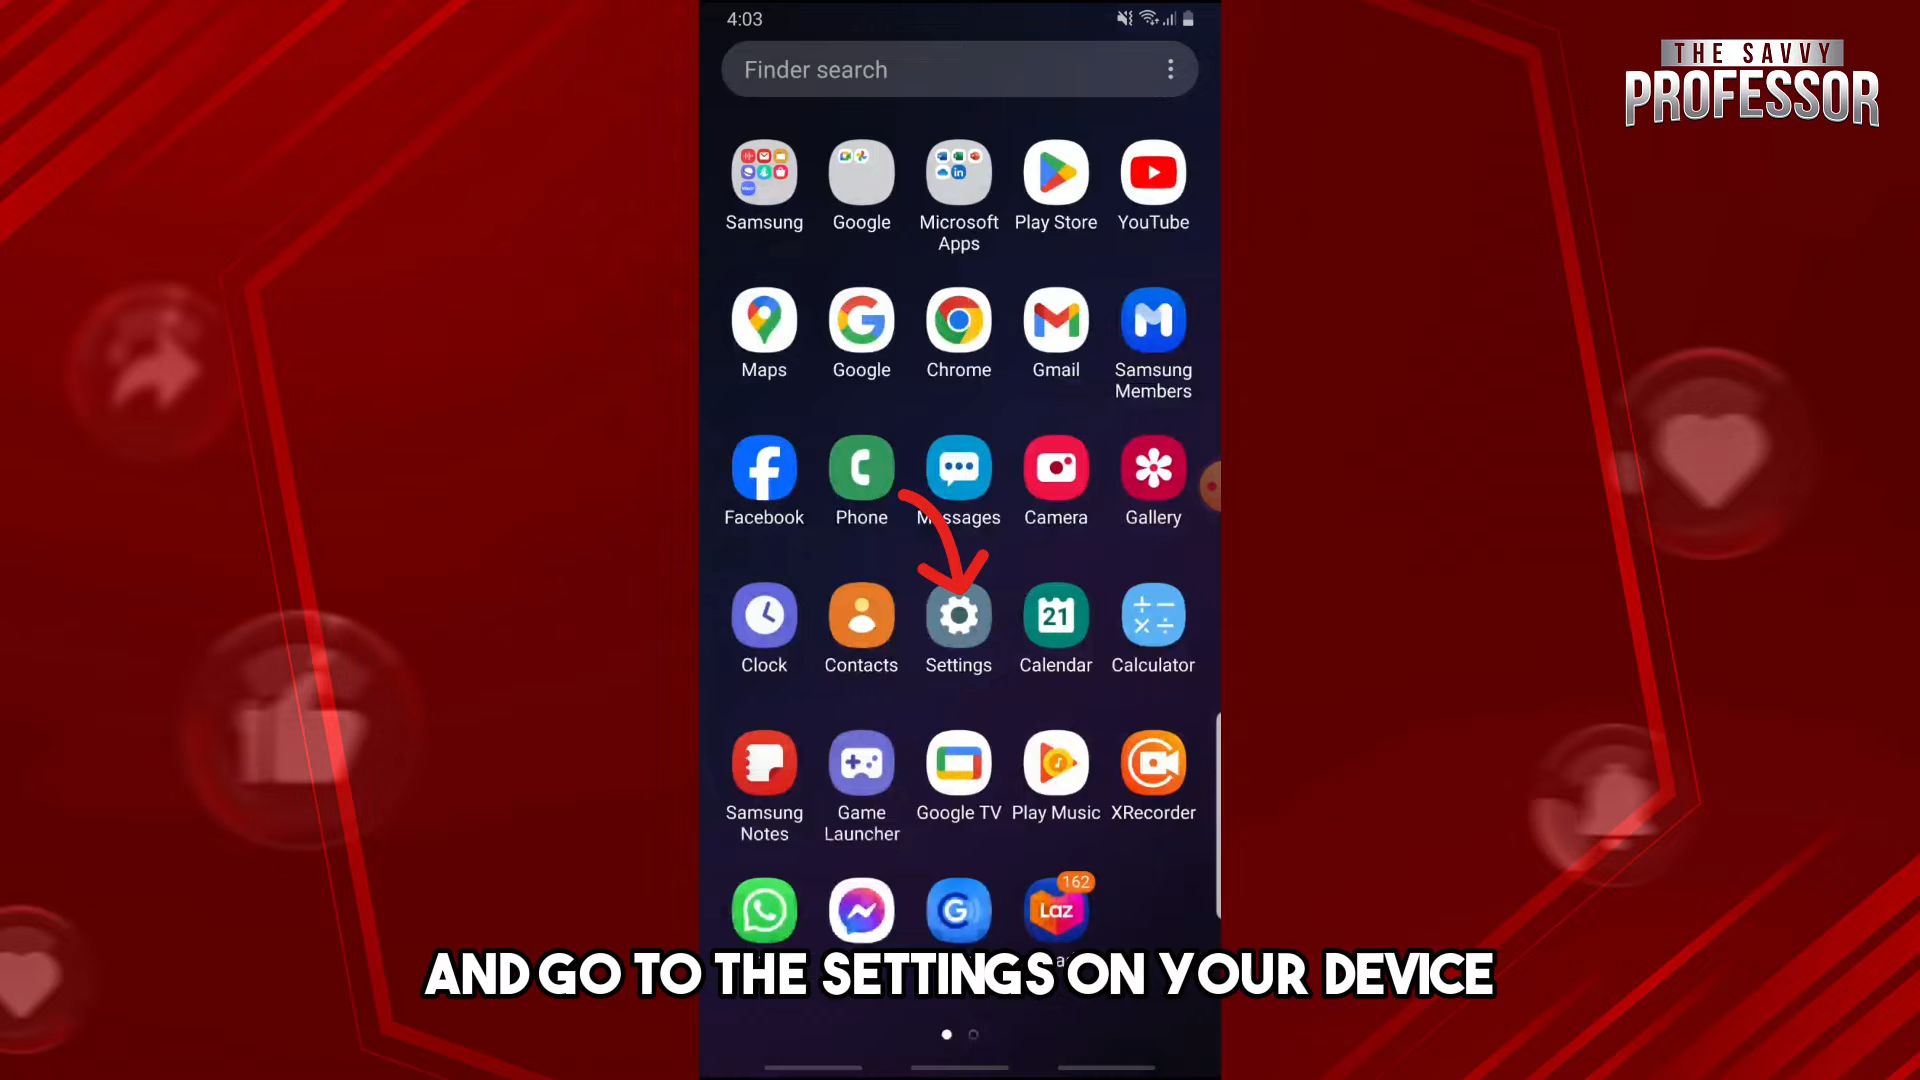 4:03
THE SAVVY
PROFESSOR
Finder search
Samsung
Google
Microsoft
Apps
Play Store
YouTube
Maps
Google
Chrome
Gmail
Samsung
Members
Facebook
Phone
Messages
Camera
Gallery
21
Clock
Contacts
Settings
Calendar
Calculator
Samsung
Notes
Game
Launcher
Google TV
Play Music
XRecorder
162
Laz
AND GO TO THE SETTINGS ON YOUR DEVICE